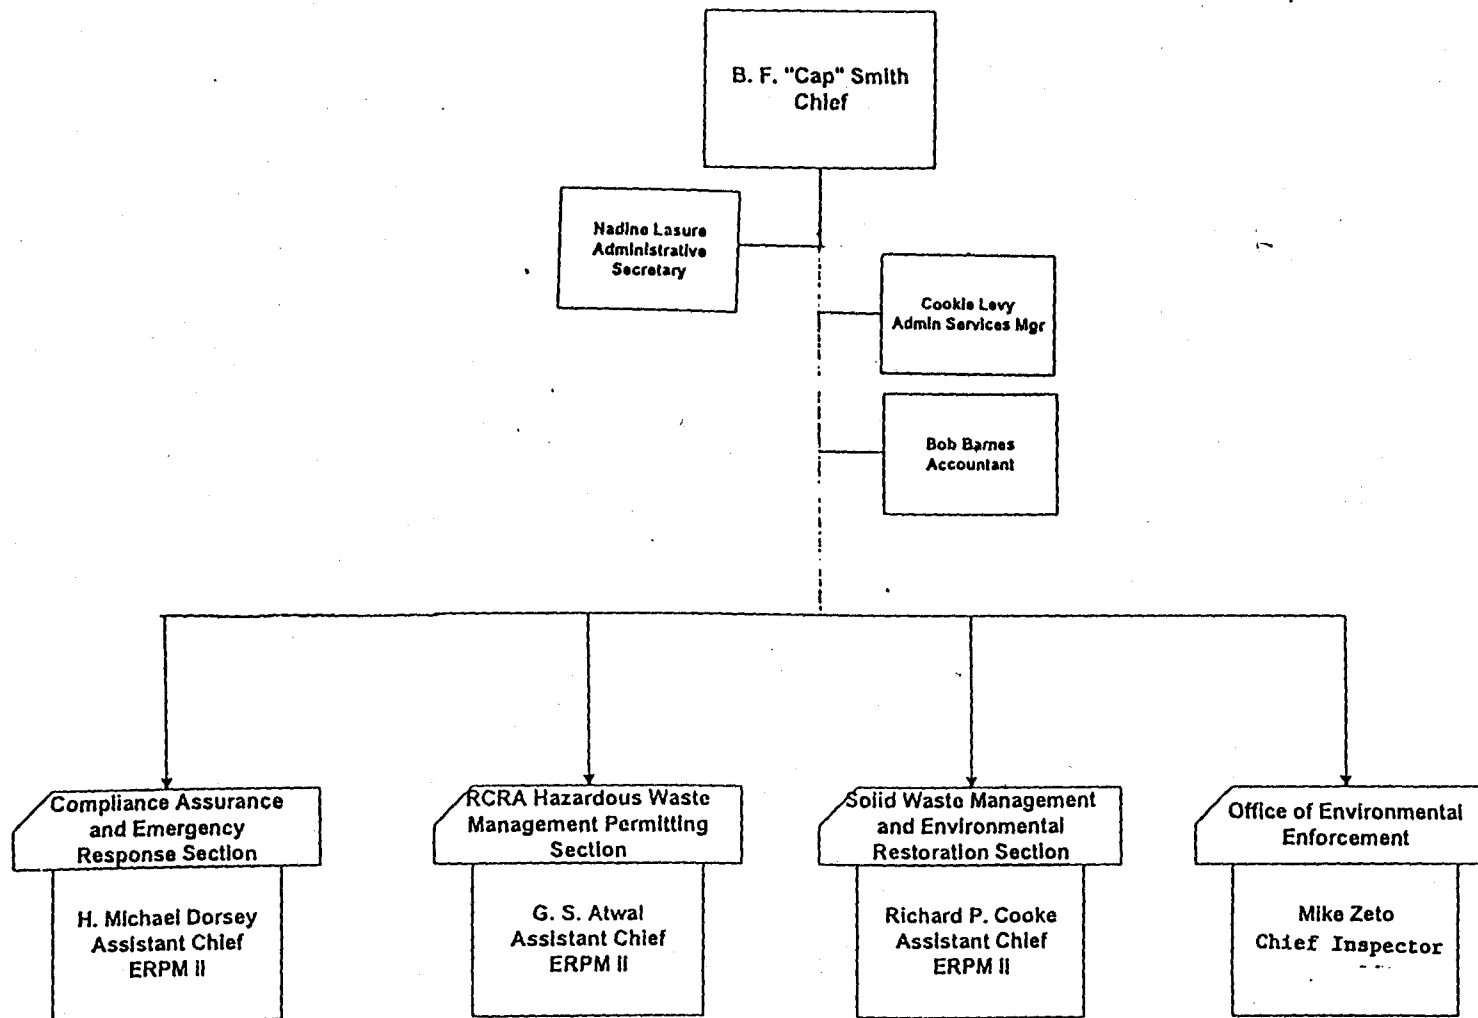 B. F. "Cap" Smith
Chief
Nadine Lasure
Administrative
Secretary
Cookie Levy
Admin Services Mgr
Bob Barnes
Accountant
Compliance Assurance
and Emergency
Response Section
H. Michael Dorsey
Assistant Chief
ERPM II
RCRA Hazardous Waste
Management Permitting
Section
G. S. Atwal
Assistant Chief
ERPM II
Solid Waste Management
and Environmental
Restoration Section
Richard P. Cooke
Assistant Chief
ERPM II
Office of Environmental
Enforcement
Mike Zeto
Chief Inspector